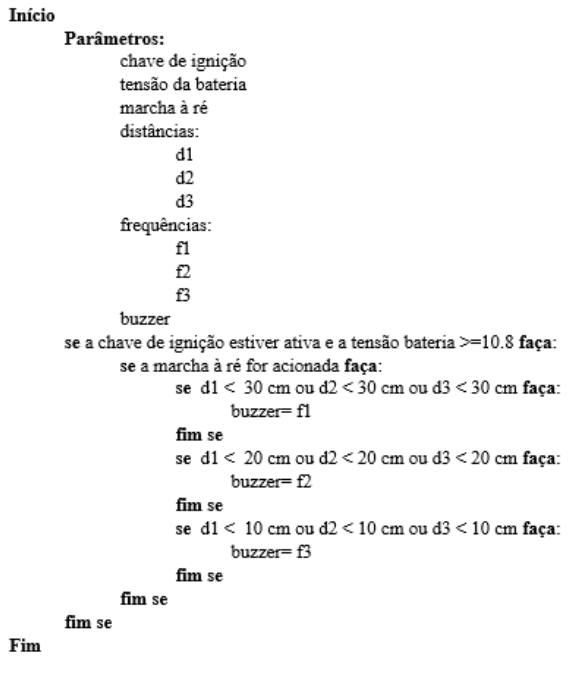 Início
Parâmetros:
chave de ignição
tensão da bateria
marcha à ré
distâncias:
d1
d2
d3
frequências:
f1
f2
f3
buzzer
se a chave de ignição estiver ativa e a tensão bateria >=10.8 faça:
se a marcha à ré for acionada faça:
se d1 < 30 cm ou d2 < 30 cm ou d3 < 30 cm faça:
buzzer= f1
fim se
se d1 < 20 cm ou d2 < 20 cm ou d3 < 20 cm faça:
buzzer= f2
fim se
se d1 < 10 cm ou d2 < 10 cm ou d3 < 10 cm faça:
buzzer= f3
fim se
fim se
fim se
Fim